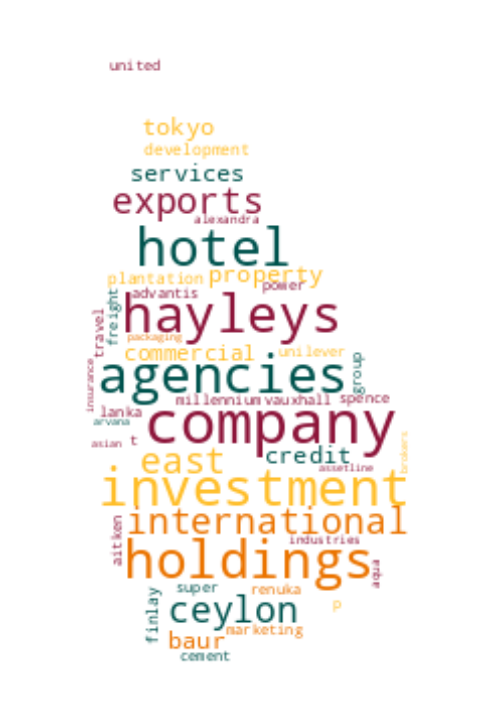 united
tokyo
development
services
exports
alexandra
hotel
plantation property
power
advantis
hayleys
freight
travel
packaging
commercial unilever
agencies
group
insurance
millennium vauxhall spence
lanka
company
arvana
asian t
brokers
east credit
assetline
investment
international
aitken
industries
holdings
aqua
super renuka
finlay
ceylon
p
marketing
baur
cement